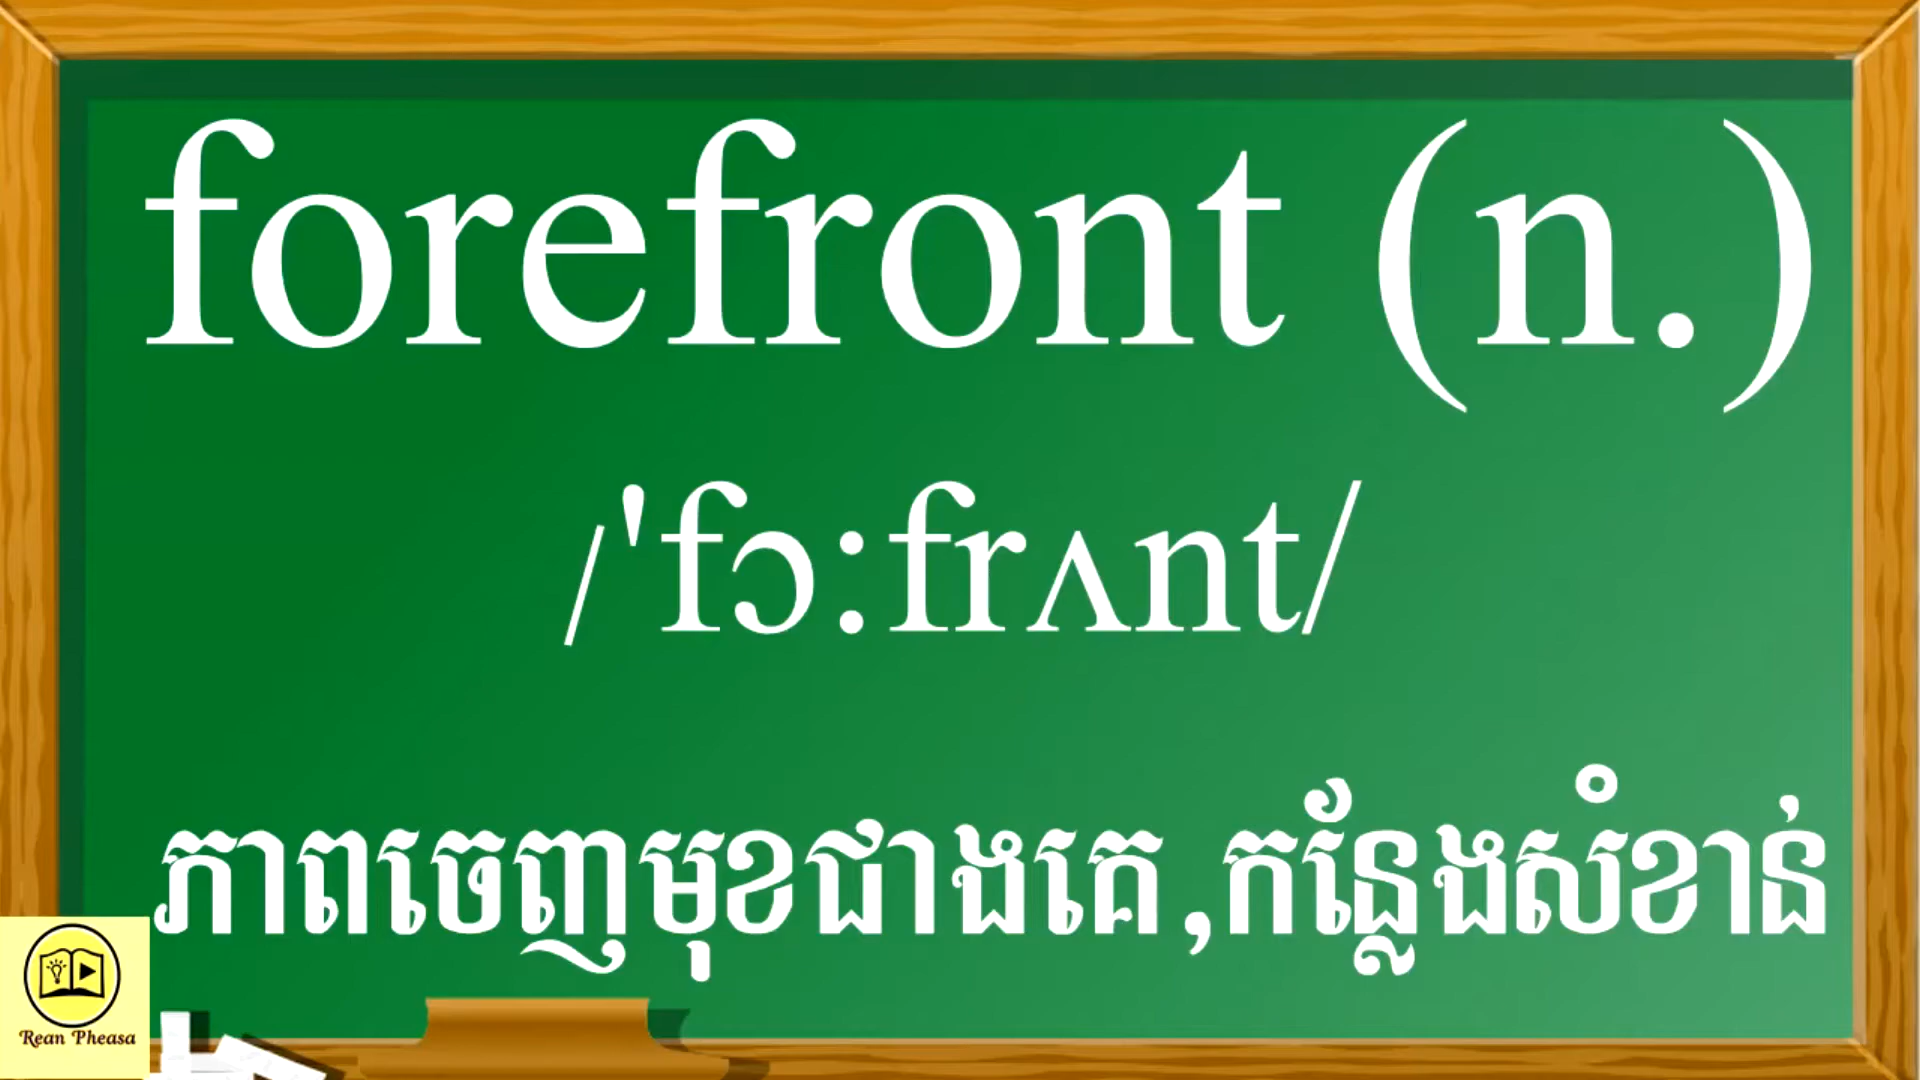 forefront (n.)
/'fɔ:frʌnt/
ភាពចេញមុខជាងគេ,កន្លែងសំខាន់
Rean Pheasa